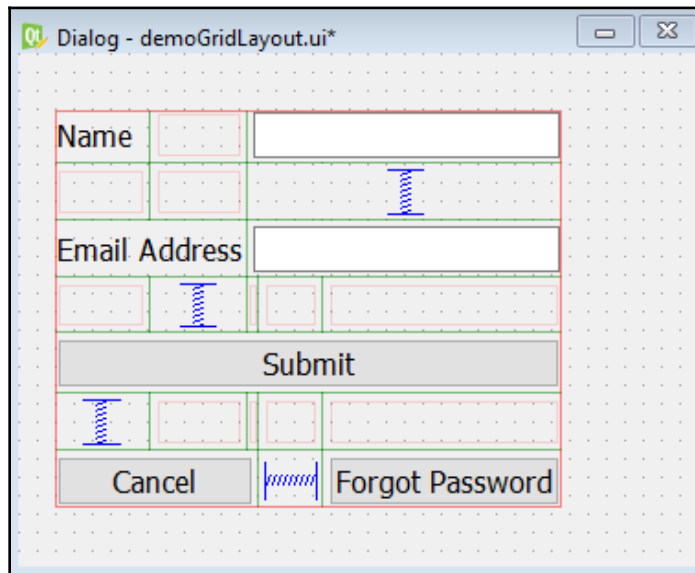 Dialog - demoGridLayout.ui*
Name
Email Address
Submit
Cancel Forgot Password